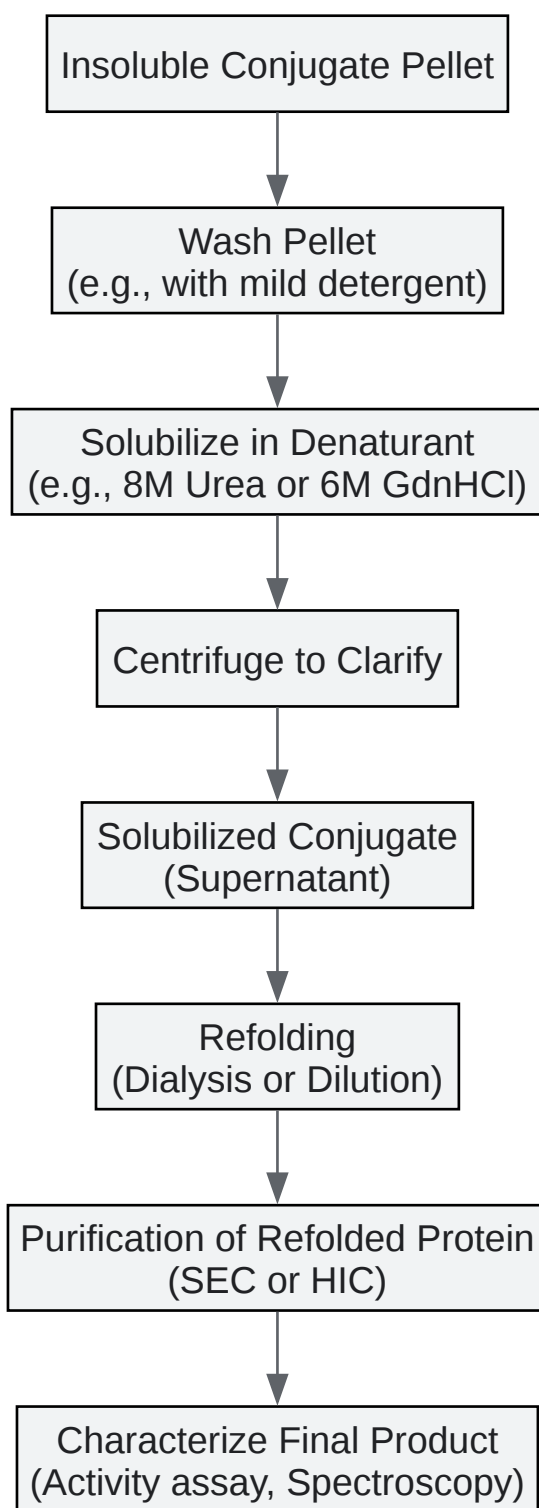 Insoluble Conjugate Pellet
Wash Pellet
(e.g., with mild detergent)
Solubilize in Denaturant
(e.g., 8M Urea or 6M GdnHCl)
Centrifuge to Clarify
Solubilized Conjugate
(Supernatant)
Refolding
(Dialysis or Dilution)
Purification of Refolded Protein
(SEC or HIC)
Characterize Final Product
(Activity assay, Spectroscopy)